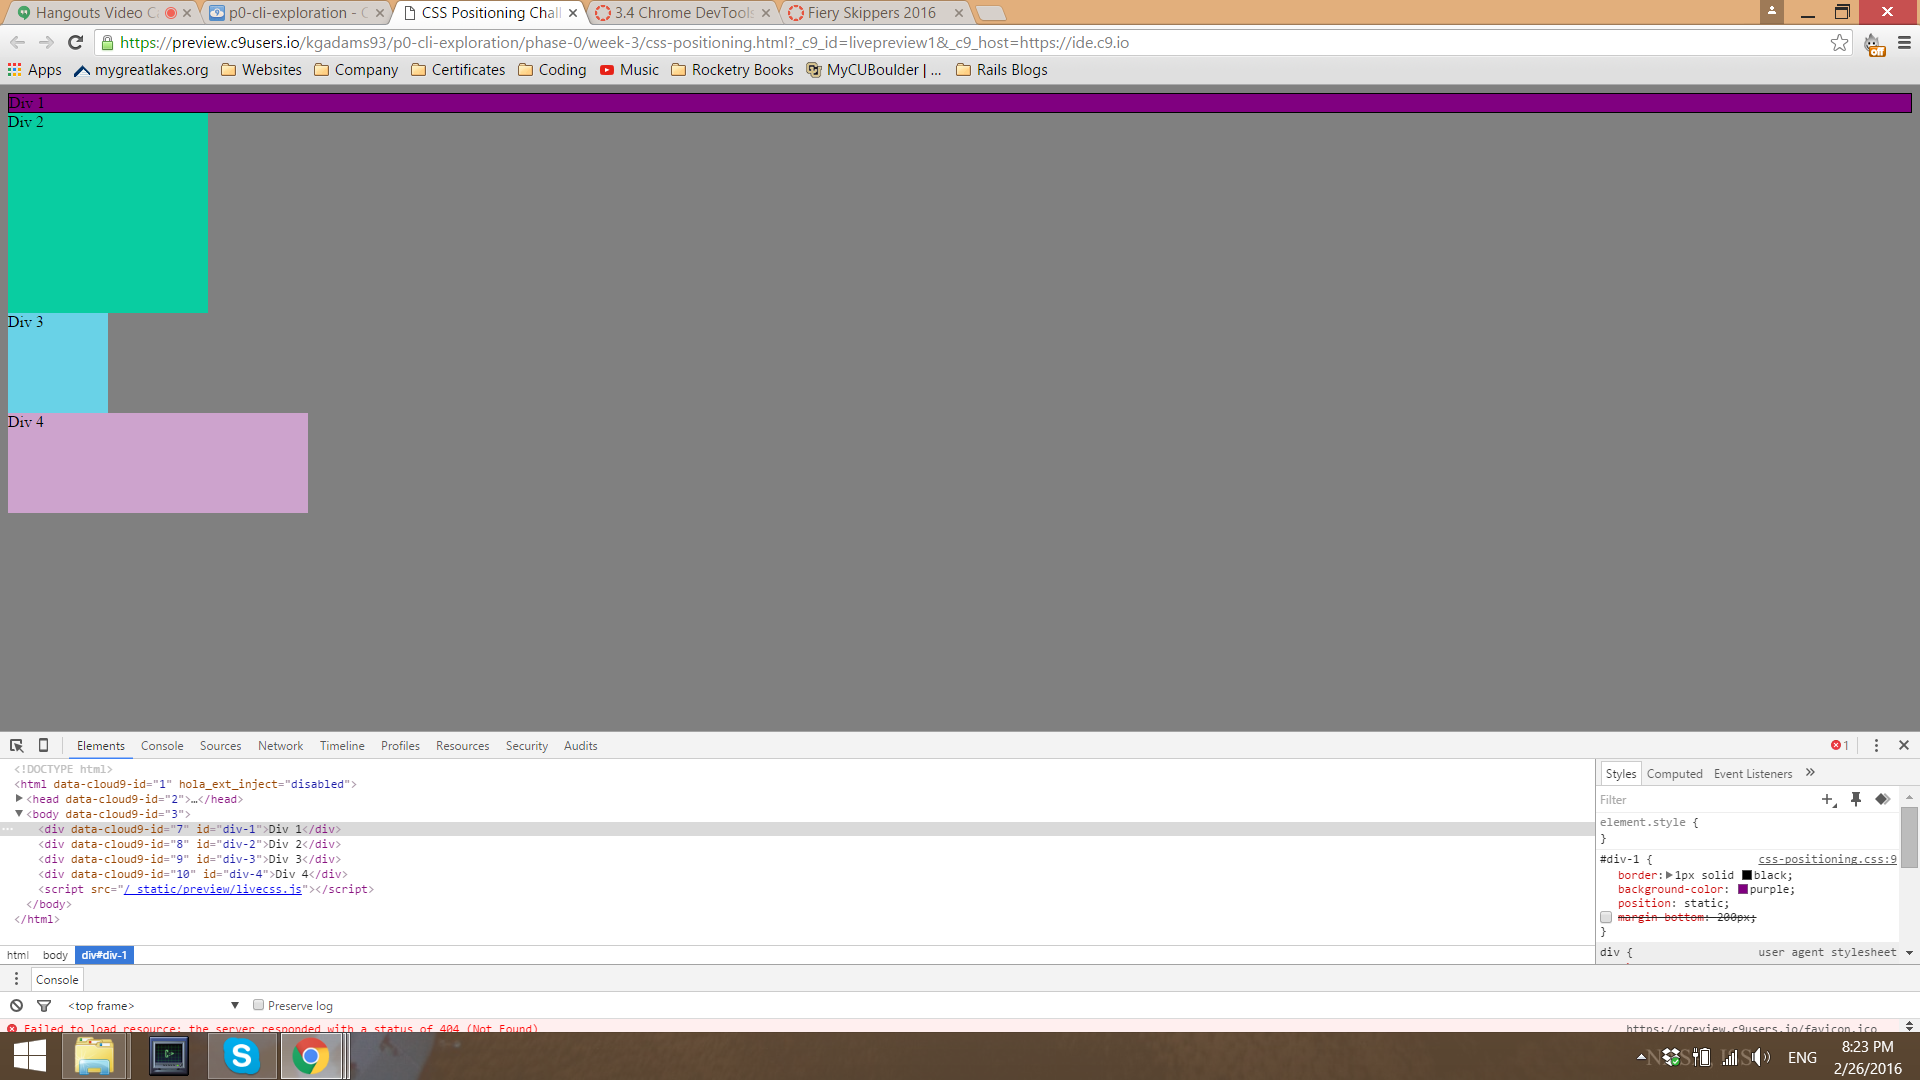 Hangouts Video C
p0-cli-exploration - C
CSS Positioning Chall
3.4 Chrome DevTools
Fiery Skippers 2016
https://preview.c9users.io/kgadams93/p0-cli-exploration/phase-0/week-3/css-positioning.html?_c9_id=livepreview1&_c9_host=https://ide.c9.io
off
Apps mygreatlakes.org Websites Company Certificates Coding Music Rocketry Books MyCUBoulder | ... Rails Blogs
Div 1
Div 2
Div 3
Div 4
Elements Console Sources Network Timeline Profiles Resources Security Audits 1
<!DOCTYPE html>
<html data-cloud9-id="1" hola_ext_inject="disabled">
<head data-cloud9-id="2">…</head>
<body data-cloud9-id="3">
<div data-cloud9-id="7" id="div-1">Div 1</div>
<div data-cloud9-id="8" id="div-2">Div 2</div>
<div data-cloud9-id="9" id="div-3">Div 3</div>
<div data-cloud9-id="10" id="div-4">Div 4</div>
<script src="/_static/preview/livecss.js"></script>
</body>
</html>
html body div#div-1
Styles Computed Event Listeners »
Filter
element.style {
}
#div-1 { css-positioning.css:9
border: 1px solid black;
background-color: purple;
position: static;
margin-bottom: 200px;
}
div { user agent stylesheet
Console
<top frame> Preserve log
Failed to load resource: the server responded with a status of 404 (Not Found) https://preview.c9users.io/favicon.ico
ENG
8:23 PM
2/26/2016